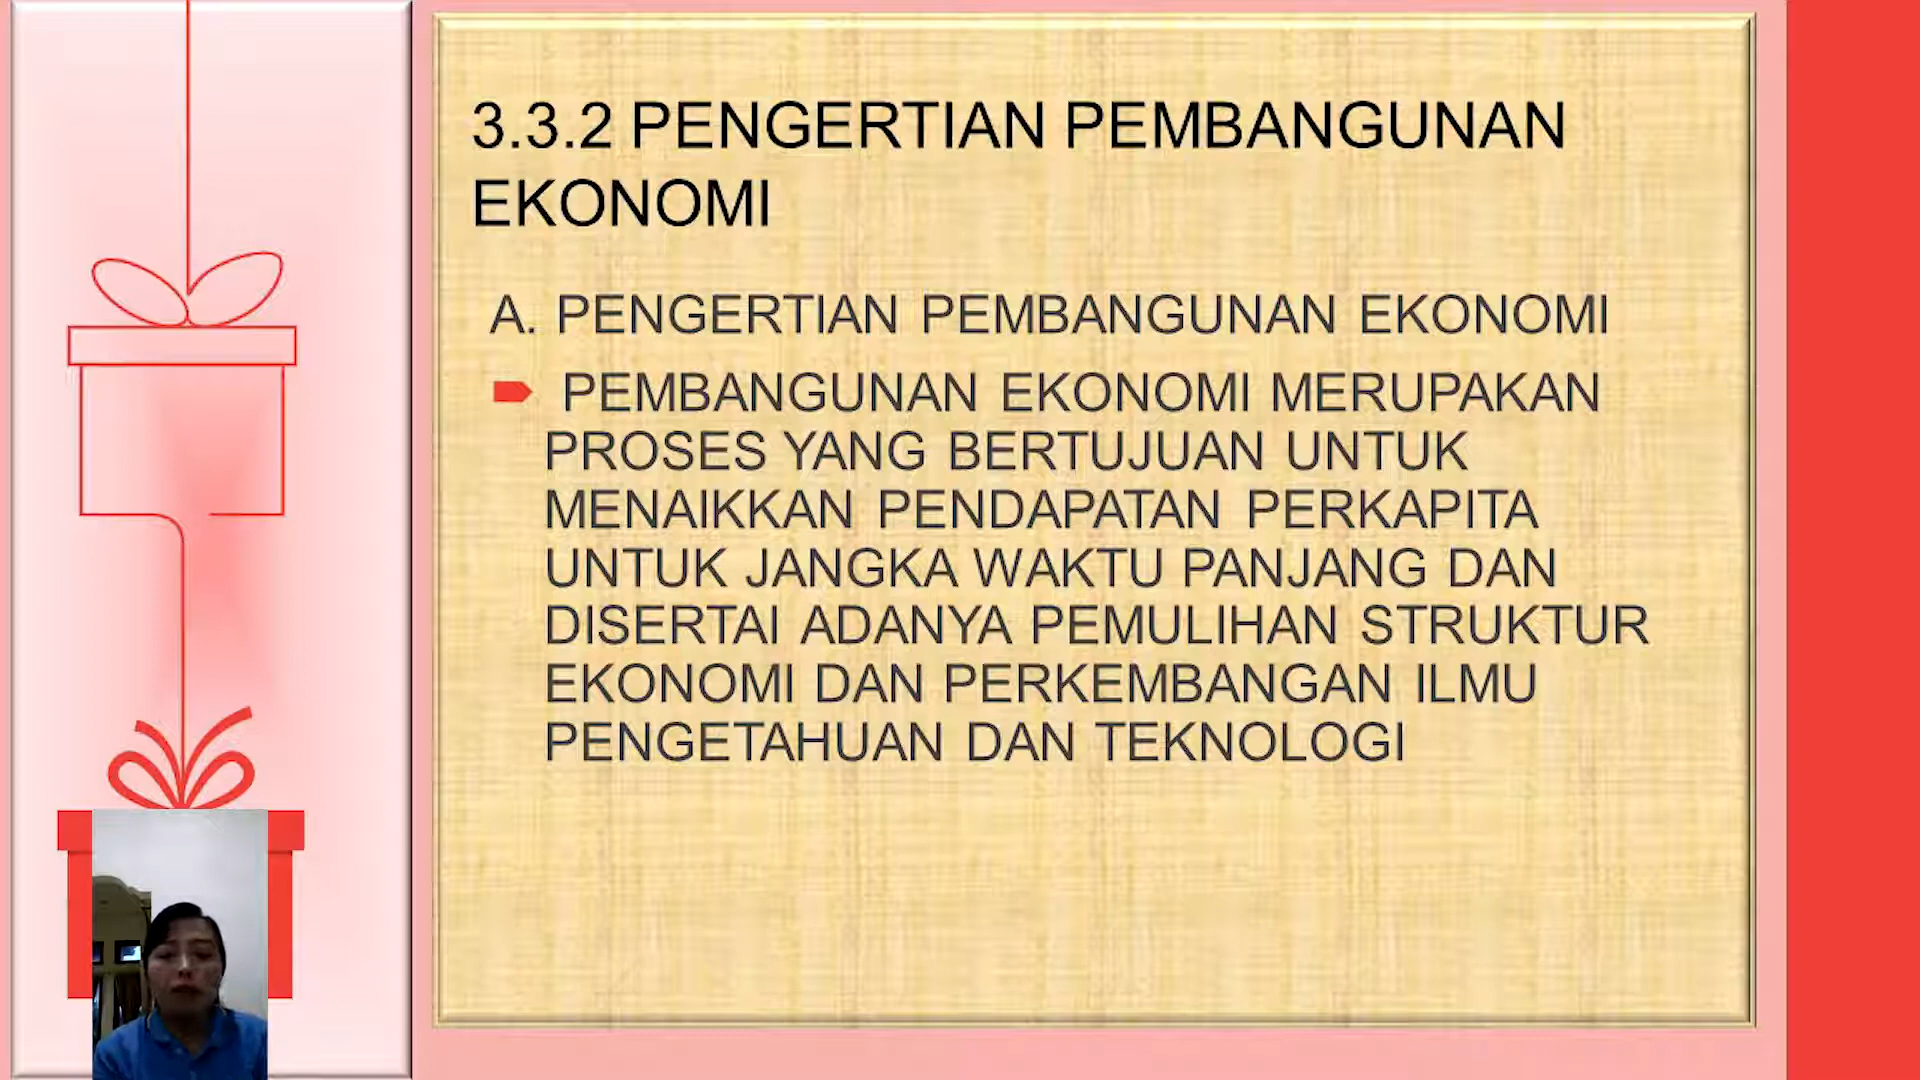 3.3.2 PENGERTIAN PEMBANGUNAN
EKONOMI
A. PENGERTIAN PEMBANGUNAN EKONOMI
PEMBANGUNAN EKONOMI MERUPAKAN
PROSES YANG BERTUJUAN UNTUK
MENAIKKAN PENDAPATAN PERKAPITA
UNTUK JANGKA WAKTU PANJANG DAN
DISERTAI ADANYA PEMULIHAN STRUKTUR
EKONOMI DAN PERKEMBANGAN ILMU
PENGETAHUAN DAN TEKNOLOGI